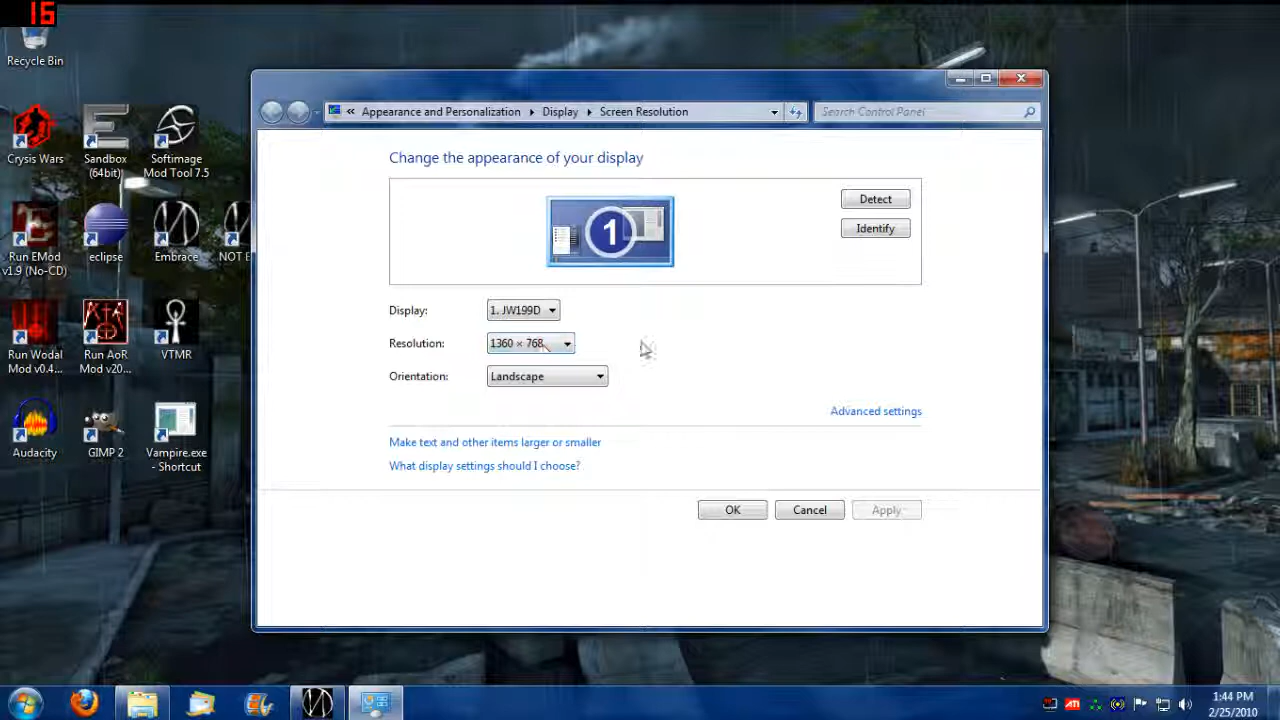 16
Recycle Bin
Appearance and Personalization Display Screen Resolution
Search Control Panel
Change the appearance of your display
Crysis Wars
Sandbox
(64bit)
Softimage
Mod Tool 7.5
1
Detect
Identify
Run EMod
v1.9 (No-CD)
eclipse
Embrace
NOT E
Display:
1. JW199D
Resolution:
1360 × 768
Orientation:
Landscape
Run Wodal
Mod v0.4...
Run AoR
Mod v20...
VTMR
Advanced settings
Make text and other items larger or smaller
What display settings should I choose?
Audacity
GIMP 2
Vampire.exe
- Shortcut
OK
Cancel
Apply
ATI
1:44 PM
2/25/2010